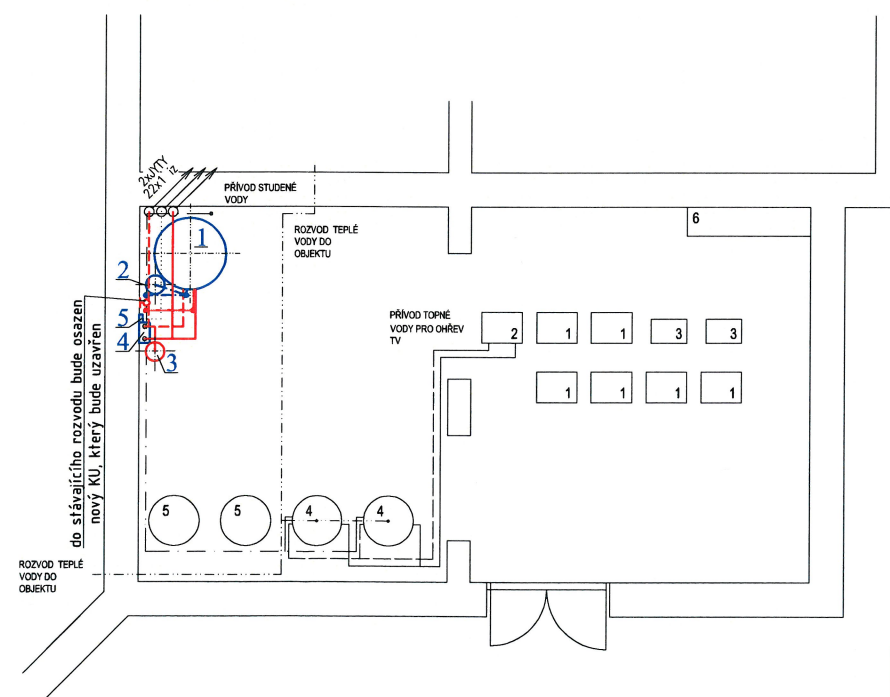 2xJYTY
22x1 iz
PŘÍVOD STUDENÉ
VODY
1
ROZVOD TEPLÉ
VODY DO
OBJEKTU
6
2
5
4
3
do stávajícího rozvodu bude osazen
nový KU, který bude uzavřen
PŘÍVOD TOPNÉ
VODY PRO OHŘEV
TV
2
1
1
3
3
1
1
1
1
5
5
4
4
ROZVOD TEPLÉ
VODY DO
OBJEKTU